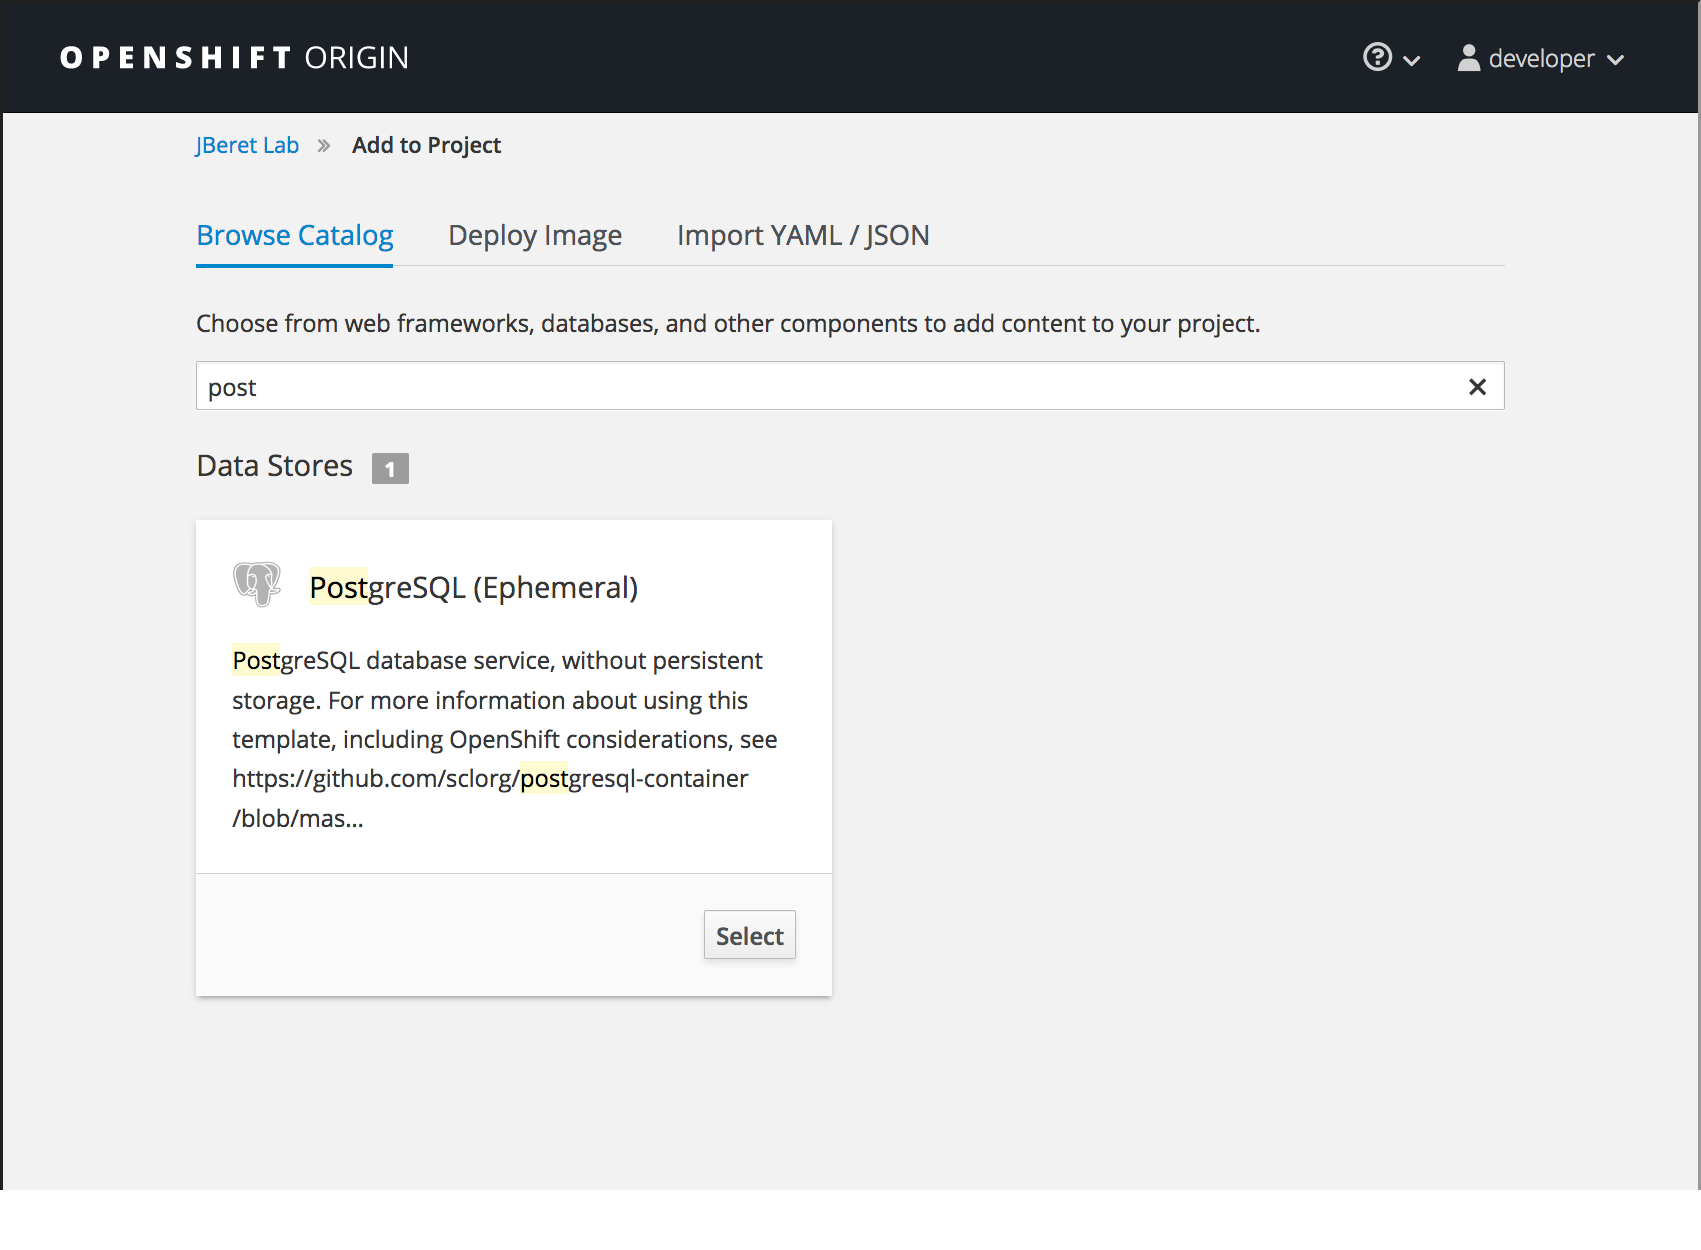 OPENSHIFT ORIGIN
developer
JBeret Lab » Add to Project
Browse Catalog Deploy Image Import YAML / JSON
Choose from web frameworks, databases, and other components to add content to your project.
post
Data Stores 1
PostgreSQL (Ephemeral)
PostgreSQL database service, without persistent
storage. For more information about using this
template, including OpenShift considerations, see
https://github.com/sclorg/postgresql-container
/blob/mas...
Select